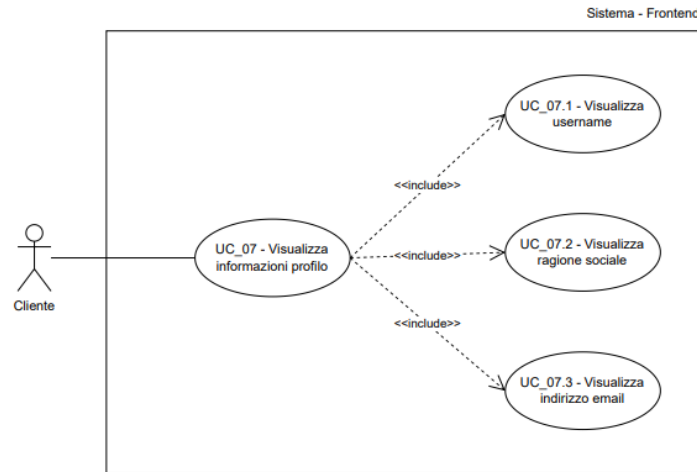 Sistema - Frontend
UC_07.1 - Visualizza
username
<<include>>
UC_07 - Visualizza
informazioni profilo
<<include>>
UC_07.2 - Visualizza
ragione sociale
Cliente
<<include>>
UC_07.3 - Visualizza
indirizzo email